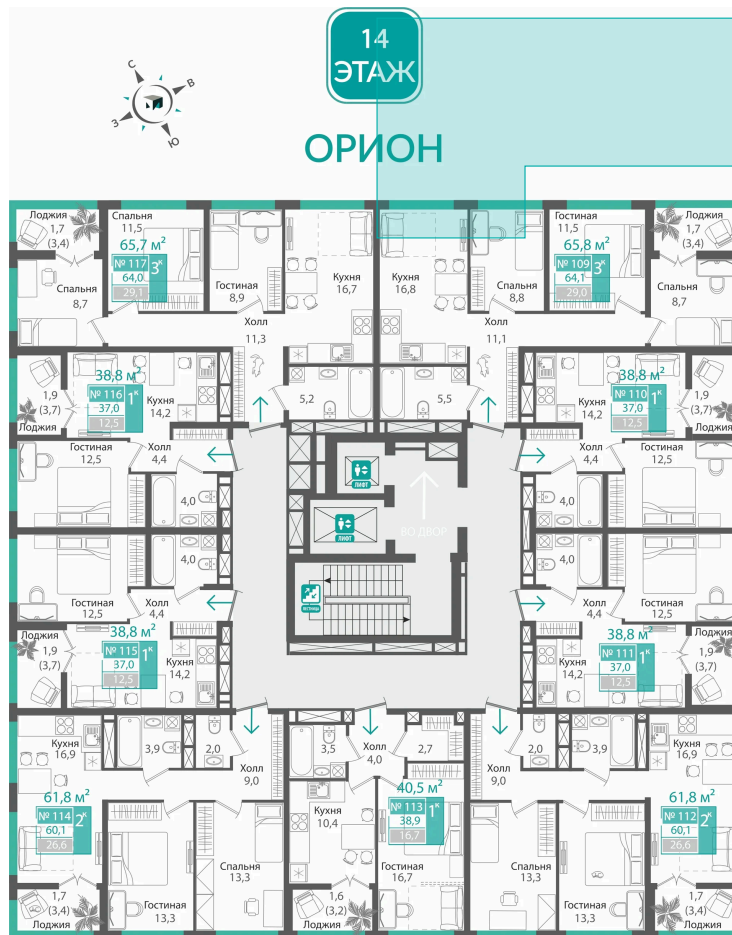 14
ЭТАЖ
С
В
З
Ю
ОРИОН
Лоджия
1,7
(3,4)
Спальня
11,5
65,7 м²
№ 117
3к
64,0
29,1
Спальня
8,7
Гостиная
8,9
Кухня
16,7
Холл
11,3
5,2
Кухня
16,8
Спальня
8,8
Гостиная
11,5
65,8 м²
№ 109
3к
64,1
29,0
Лоджия
1,7
(3,4)
Спальня
8,7
Холл
11,1
5,5
38,8 м²
№ 116
1к
37,0
12,5
1,9
(3,7)
Лоджия
Кухня
14,2
Гостиная
12,5
Холл
4,4
4,0
38,8 м²
№ 110
1к
37,0
12,5
Кухня
14,2
1,9
(3,7)
Лоджия
Холл
4,4
Гостиная
12,5
4,0
ЛИФТ
ЛИФТ
ВО ДВОР
ЛЕСТНИЦА
4,0
Гостиная
12,5
Холл
4,4
Лоджия
1,9
(3,7)
38,8 м²
№ 115
1к
37,0
12,5
Кухня
14,2
4,0
Холл
4,4
Гостиная
12,5
38,8 м²
№ 111
1к
37,0
12,5
Кухня
14,2
Лоджия
1,9
(3,7)
Кухня
16,9
3,9
2,0
Холл
9,0
61,8 м²
№ 114
2к
60,1
26,6
1,7
(3,4)
Лоджия
Гостиная
13,3
Спальня
13,3
3,5
Холл
4,0
2,7
Кухня
10,4
40,5 м²
№ 113
1к
38,9
16,7
Гостиная
16,7
1,6
(3,2)
Лоджия
Холл
9,0
2,0
3,9
Кухня
16,9
61,8 м²
№ 112
2к
60,1
26,6
Спальня
13,3
Гостиная
13,3
1,7
(3,4)
Лоджия